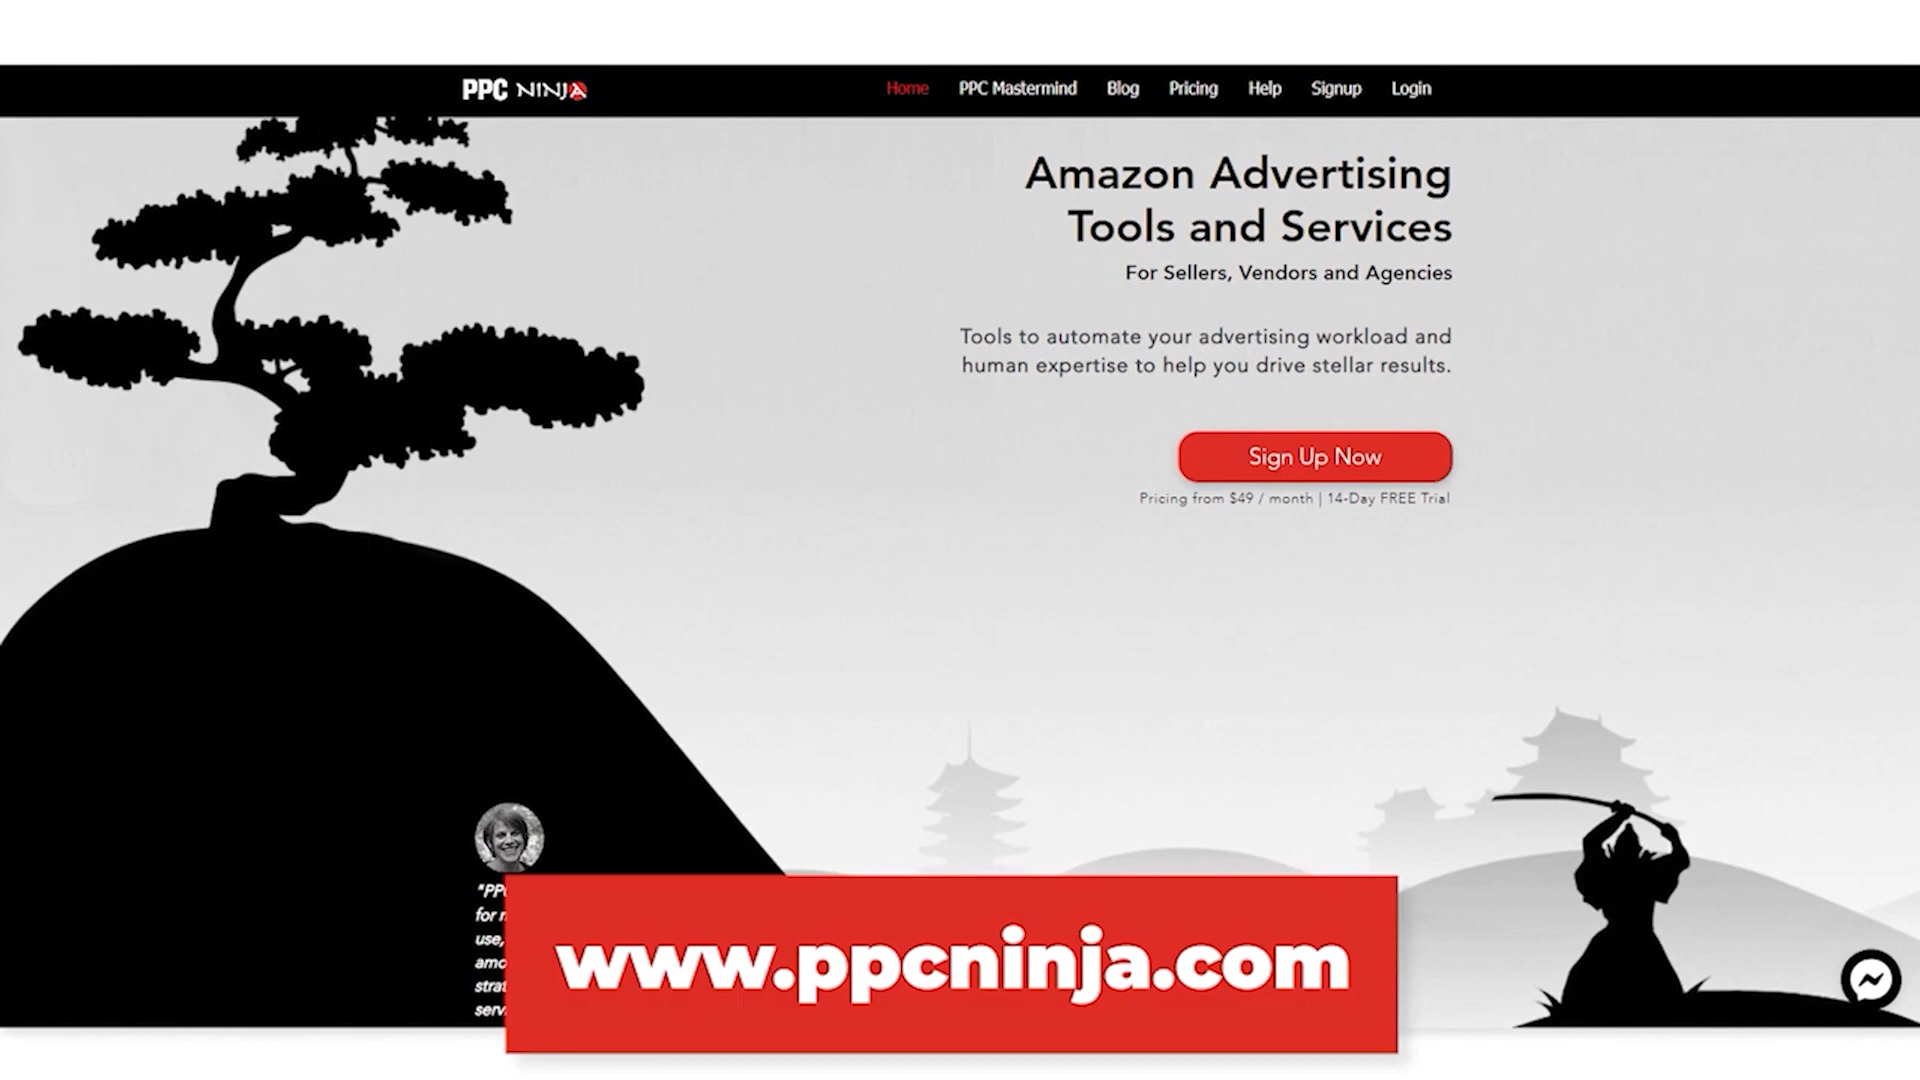 PPC NINJA
Home PPC Mastermind Blog Pricing Help Signup Login
Amazon Advertising
Tools and Services
For Sellers, Vendors and Agencies
Tools to automate your advertising workload and
human expertise to help you drive stellar results.
Sign Up Now
Pricing from $49 / month | 14-Day FREE Trial
for
use,
www.ppcninja.com